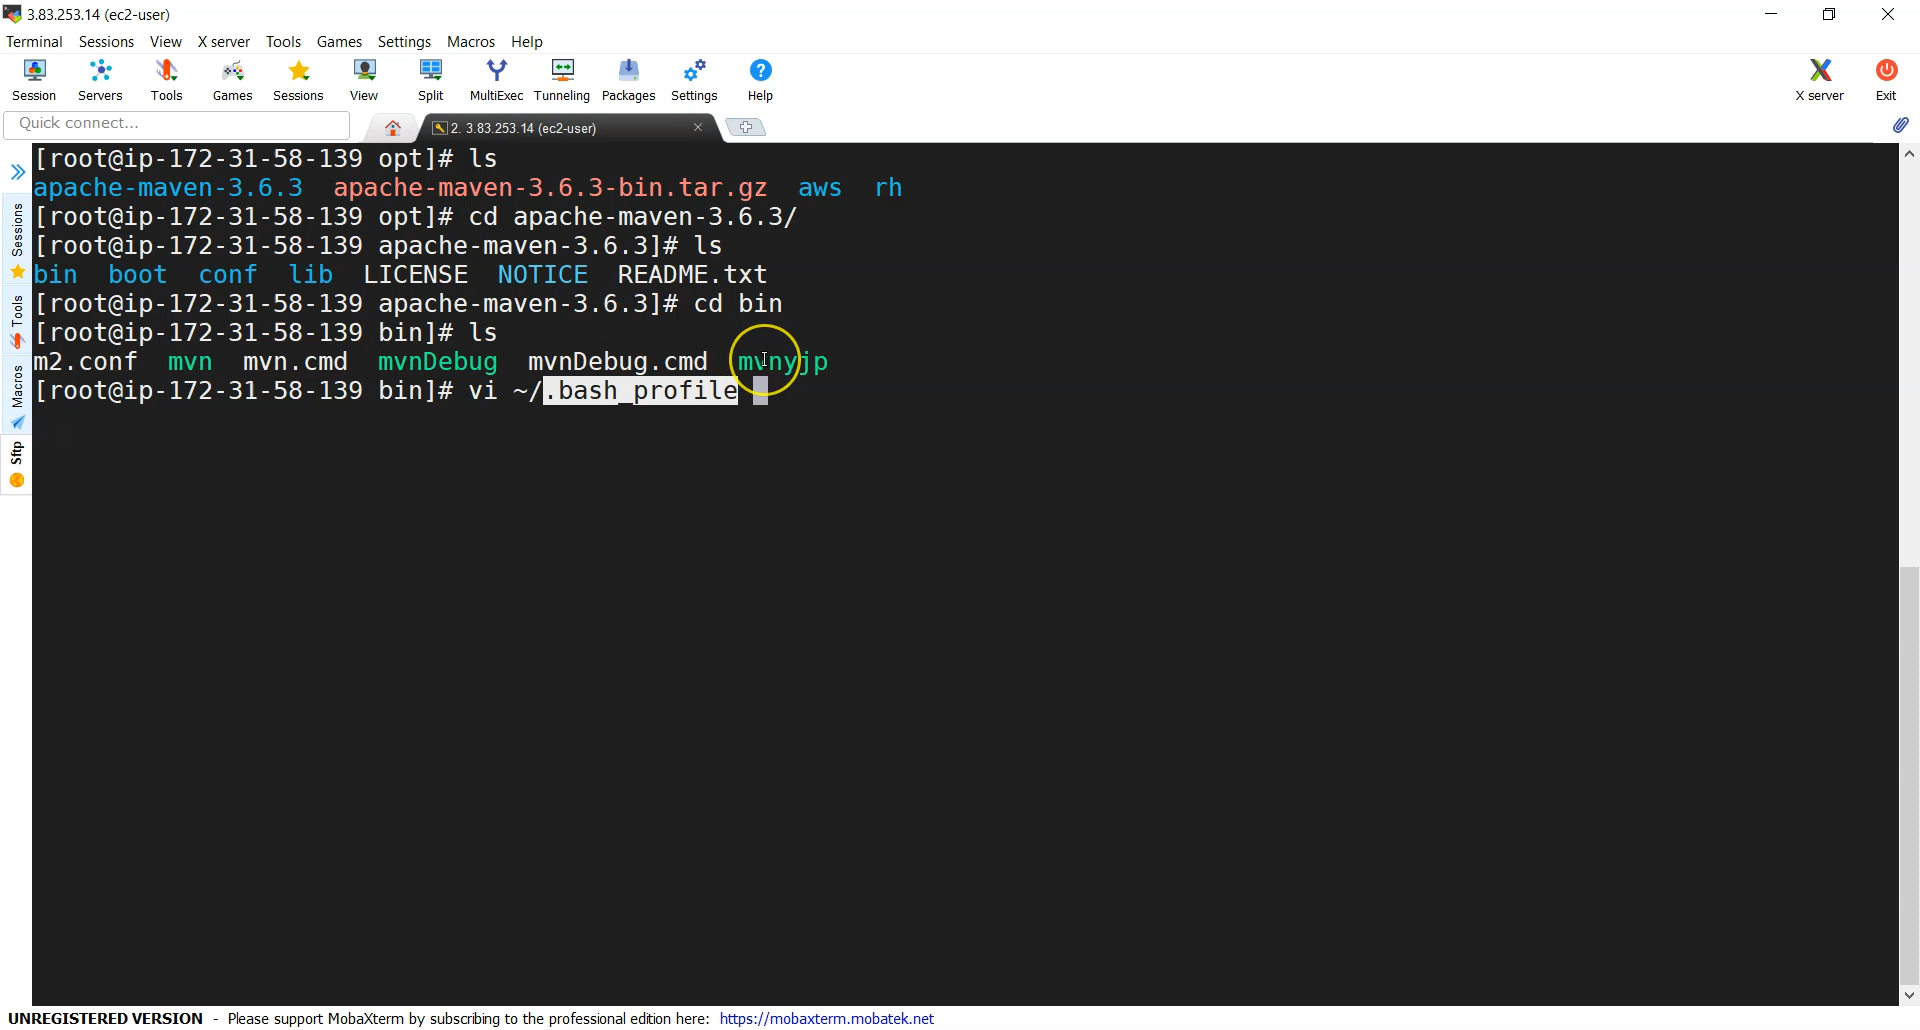 3.83.253.14 (ec2-user)
Terminal Sessions View X server Tools Games Settings Macros Help
Session Servers Tools Games Sessions View Split MultiExec Tunneling Packages Settings Help X server Exit
Quick connect...
2. 3.83.253.14 (ec2-user)
[root@ip-172-31-58-139 opt]# ls
apache-maven-3.6.3 apache-maven-3.6.3-bin.tar.gz aws rh
[root@ip-172-31-58-139 opt]# cd apache-maven-3.6.3/
[root@ip-172-31-58-139 apache-maven-3.6.3]# ls
bin boot conf lib LICENSE NOTICE README.txt
[root@ip-172-31-58-139 apache-maven-3.6.3]# cd bin
[root@ip-172-31-58-139 bin]# ls
m2.conf mvn mvn.cmd mvnDebug mvnDebug.cmd mvnyjp
[root@ip-172-31-58-139 bin]# vi ~/.bash_profile
Sessions
Tools
Macros
Sftp
UNREGISTERED VERSION - Please support MobaXterm by subscribing to the professional edition here: https://mobaxterm.mobatek.net